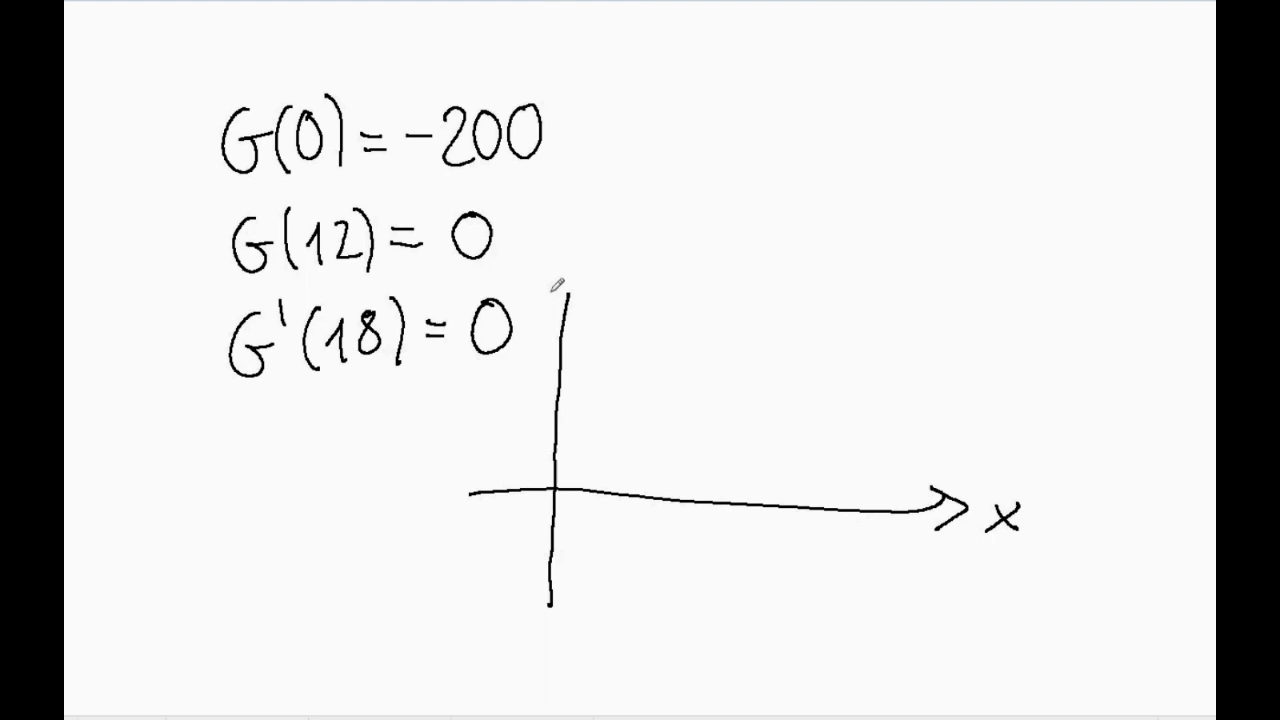 G(0) = -200
G(12) = 0
G'(18) = 0
x